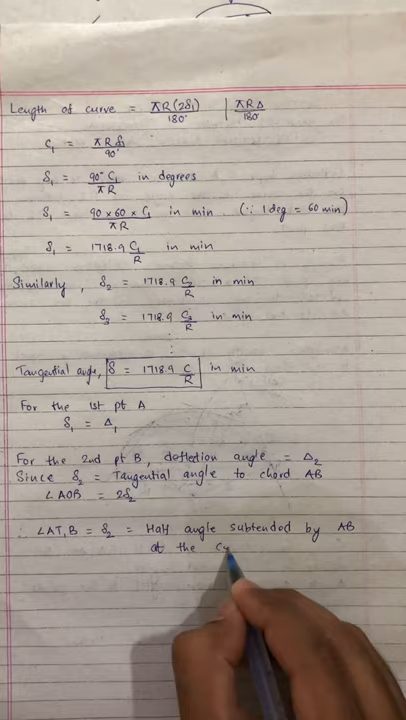 Length of curve = πR(2δ₁)/180° | πRΔ/180°
C₁ = πRδ₁/90°
δ₁ = 90° C₁/πR in degrees
δ₁ = 90 × 60 × C₁/πR in min (∵ 1 deg = 60 min)
δ₁ = 1718.9 C₁/R in min
Similarly, δ₂ = 1718.9 C₂/R in min
δ₃ = 1718.9 C₃/R in min
⋮
Tangential angle, δ = 1718.9 C/R in min
For the 1st pt A
δ₁ = Δ₁
For the 2nd pt B, deflection angle = Δ₂
Since δ₂ = Tangential angle to chord AB
∠AOB = 2δ₂
∴ ∠AT₁B = δ₂ = Half angle subtended by AB
at the